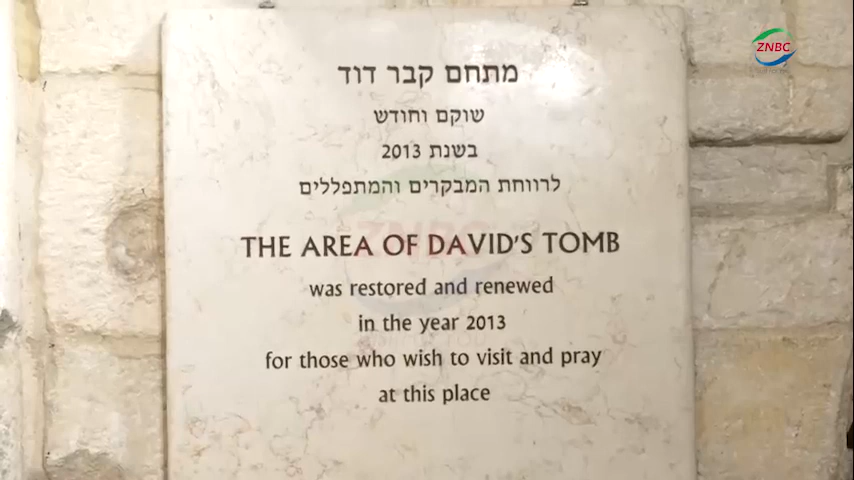 ZNBC
מתחם קבר דוד
שוקם וחודש
בשנת 2013
לרווחת המבקרים והמתפללים
THE AREA OF DAVID'S TOMB
was restored and renewed
in the year 2013
for those who wish to visit and pray
at this place